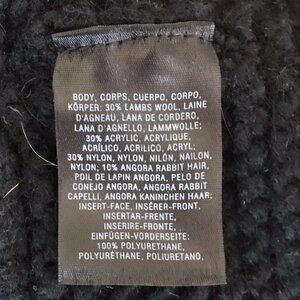 BODY, CORPS, CUERPO, CORPO,
KÖRPER: 30% LAMBS WOOL, LAINE
D'AGNEAU, LANA DE CORDERO,
LANA D'AGNELLO, LAMMWOLLE;
30% ACRYLIC, ACRYLIQUE,
ACRÍLICO, ACRILICO, ACRYL;
30% NYLON, NYLON, NILÓN, NAILON,
NYLON; 10% ANGORA RABBIT HAIR,
POIL DE LAPIN ANGORA, PELO DE
CONEJO ANGORA, ANGORA RABBIT
CAPELLI, ANGORA KANINCHEN HAAR;
INSERT-FACE, INSÉRER-FRONT,
INSERTAR-FRENTE,
INSERIRE-FRONTE,
EINFÜGEN-VORDERSEITE:
100% POLYURETHANE,
POLYURÉTHANE, POLIURETANO,